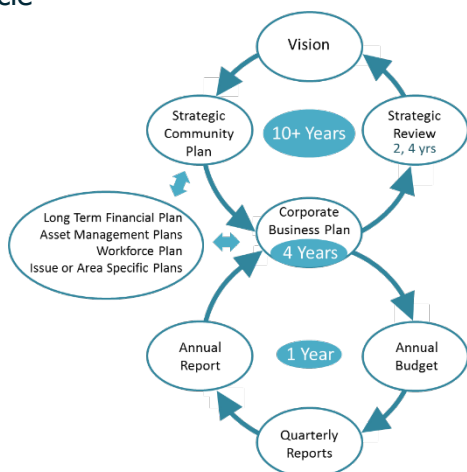 Vision
Strategic
Community
Plan
10+ Years
Strategic
Review
2, 4 yrs
Long Term Financial Plan
Asset Management Plans
Workforce Plan
Issue or Area Specific Plans
Corporate
Business Plan
4 Years
Annual
Report
1 Year
Annual
Budget
Quarterly
Reports